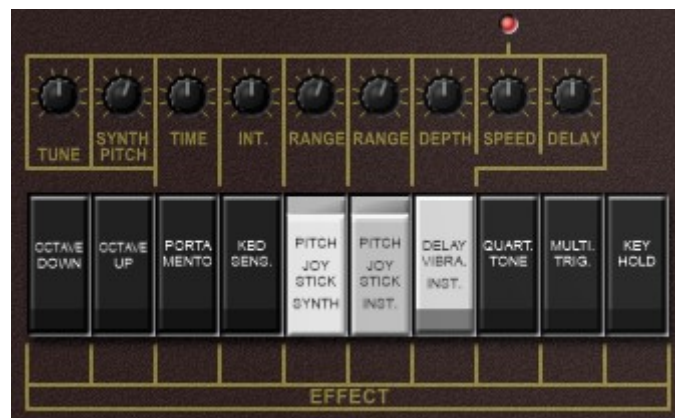 TUNE
SYNTH
PITCH
TIME
INT.
RANGE
RANGE
DEPTH
SPEED
DELAY
OCTAVE
DOWN
OCTAVE
UP
PORTA
MENTO
KBD
SENS.
PITCH
JOY
STICK
SYNTH
PITCH
JOY
STICK
INST.
DELAY
VIBRA.
INST.
QUART.
TONE
MULTI.
TRIG.
KEY
HOLD
EFFECT